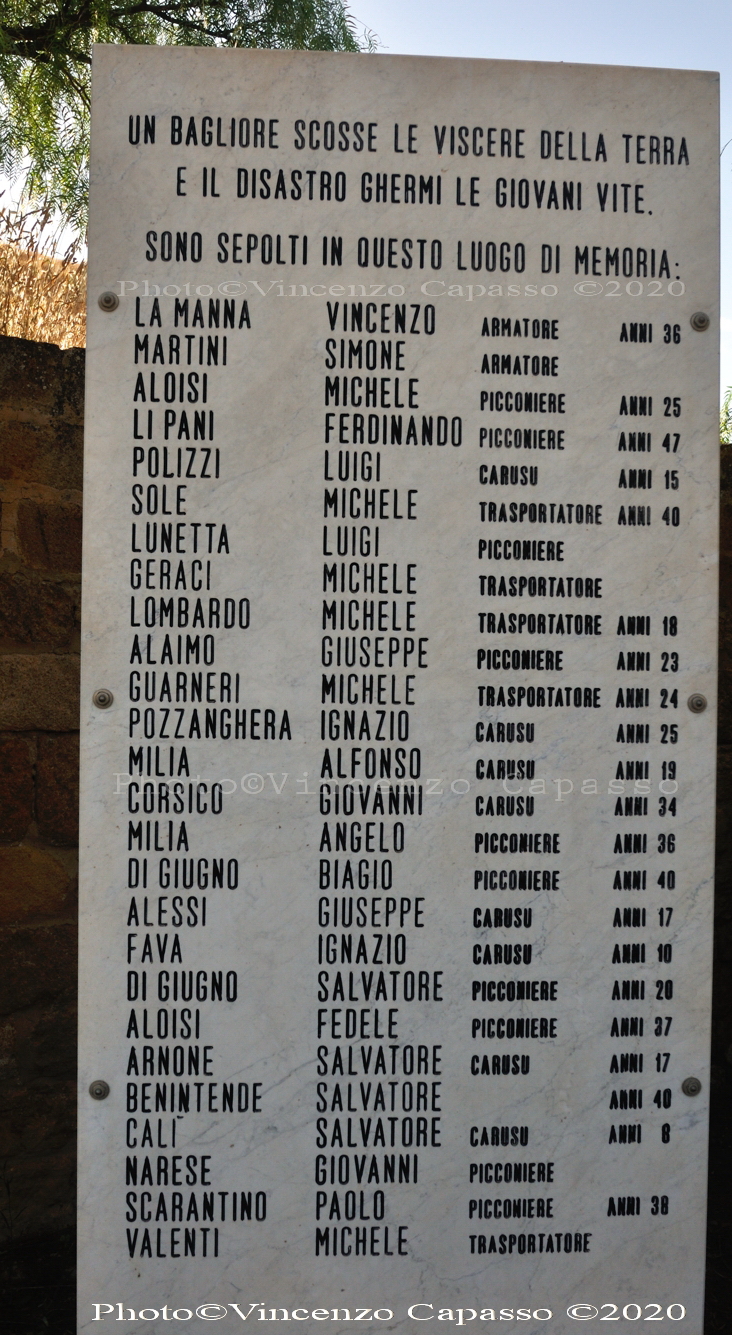 UN BAGLIORE SCOSSE LE VISCERE DELLA TERRA
E IL DISASTRO GHERMI LE GIOVANI VITE.
SONO SEPOLTI IN QUESTO LUOGO DI MEMORIA:
Photo©Vincenzo Capasso ©2020
LA MANNA VINCENZO ARMATORE ANNI 36
MARTINI SIMONE ARMATORE
ALOISI MICHELE PICCONIERE ANNI 25
LI PANI FERDINANDO PICCONIERE ANNI 47
POLIZZI LUIGI CARUSU ANNI 15
SOLE MICHELE TRASPORTATORE ANNI 40
LUNETTA LUIGI PICCONIERE
GERACI MICHELE TRASPORTATORE
LOMBARDO MICHELE TRASPORTATORE ANNI 18
ALAIMO GIUSEPPE PICCONIERE ANNI 23
GUARNERI MICHELE TRASPORTATORE ANNI 24
POZZANGHERA IGNAZIO CARUSU ANNI 25
MILIA ALFONSO CARUSU ANNI 19
Photo©Vincenzo Capasso
CORSICO GIOVANNI CARUSU ANNI 34
MILIA ANGELO PICCONIERE ANNI 36
DI GIUGNO BIAGIO PICCONIERE ANNI 40
ALESSI GIUSEPPE CARUSU ANNI 17
FAVA IGNAZIO CARUSU ANNI 10
DI GIUGNO SALVATORE PICCONIERE ANNI 20
ALOISI FEDELE PICCONIERE ANNI 37
ARNONE SALVATORE CARUSU ANNI 17
BENINTENDE SALVATORE ANNI 40
CALÌ SALVATORE CARUSU ANNI 8
NARESE GIOVANNI PICCONIERE
SCARANTINO PAOLO PICCONIERE ANNI 38
VALENTI MICHELE TRASPORTATORE
Photo©Vincenzo Capasso ©2020